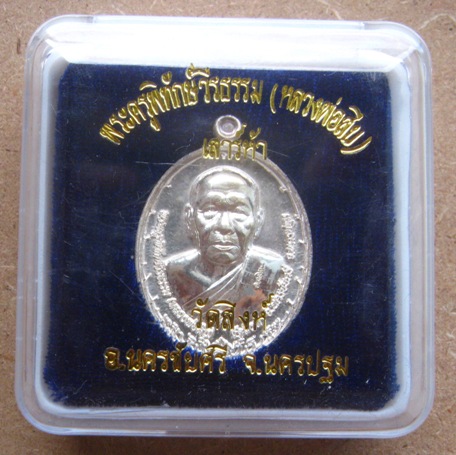 พระครูพิทักษ์วีรธรรม (หลวงพ่อสืบ)
เสาร์ห้า
วัดสิงห์
อ.นครชัยศรี จ.นครปฐม